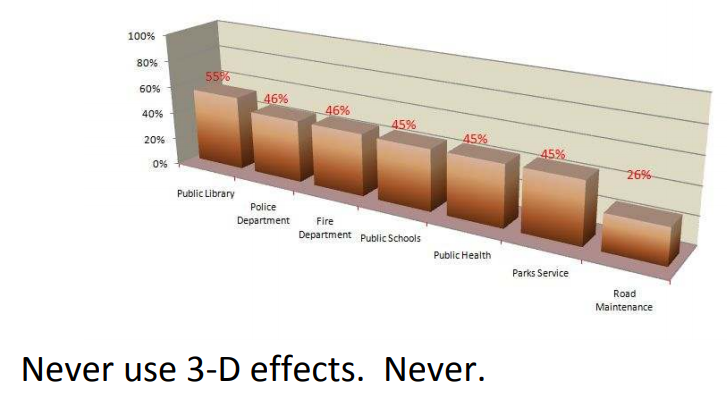 100%
80%
60%
40%
20%
0%
55%
46%
46%
45%
45%
45%
26%
Public Library
Police
Department
Fire
Department
Public Schools
Public Health
Parks Service
Road
Maintenance
Never use 3-D effects.  Never.